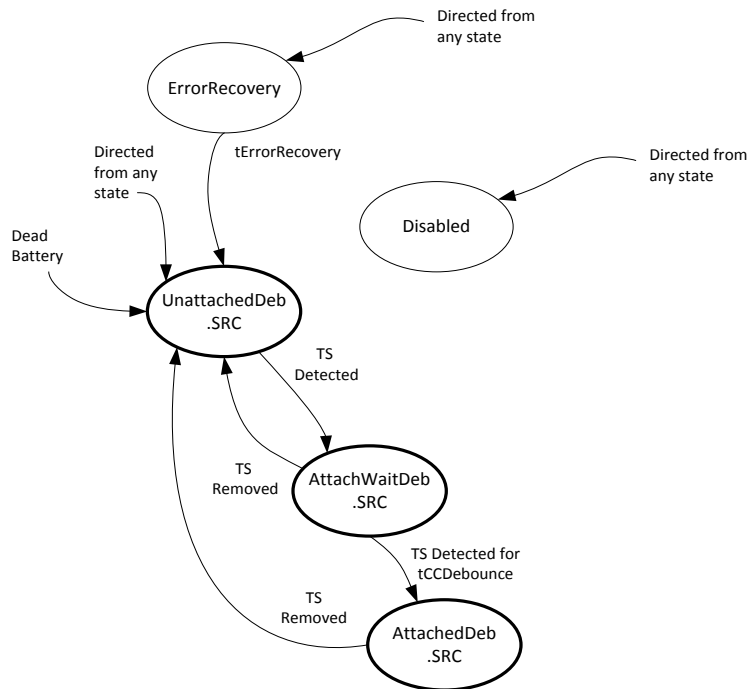 Directed from
any state
ErrorRecovery
Directed
from any
state
tErrorRecovery
Directed from
any state
Disabled
Dead
Battery
UnattachedDeb
.SRC
TS
Detected
TS
Removed
AttachWaitDeb
.SRC
TS Detected for
tCCDebounce
TS
Removed
AttachedDeb
.SRC